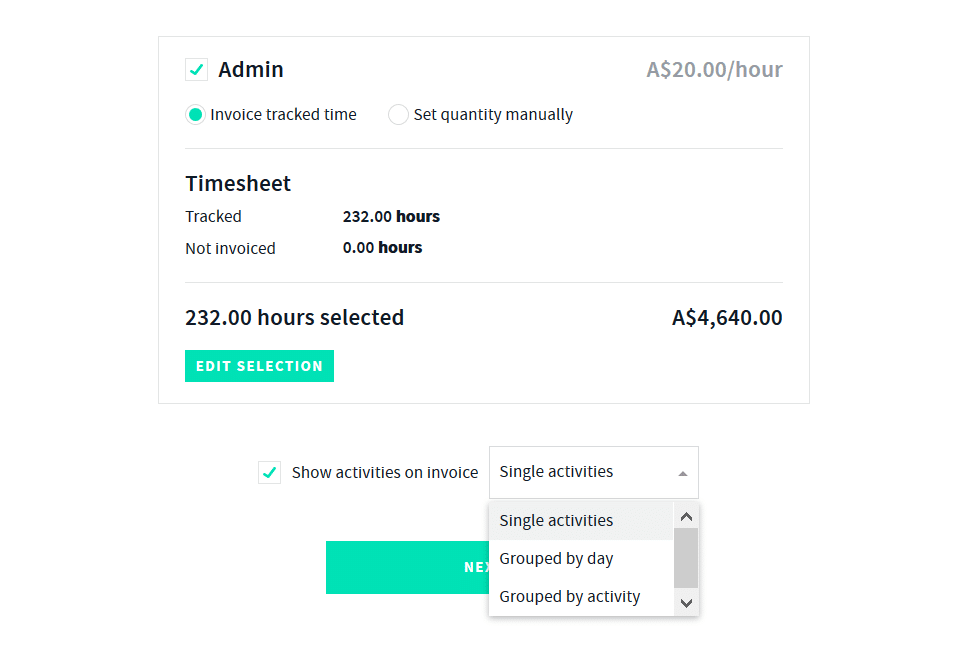 Admin A$20.00/hour
Invoice tracked time Set quantity manually
Timesheet
Tracked 232.00 hours
Not invoiced 0.00 hours
232.00 hours selected A$4,640.00
EDIT SELECTION
Show activities on invoice Single activities
Single activities
Grouped by day
Grouped by activity